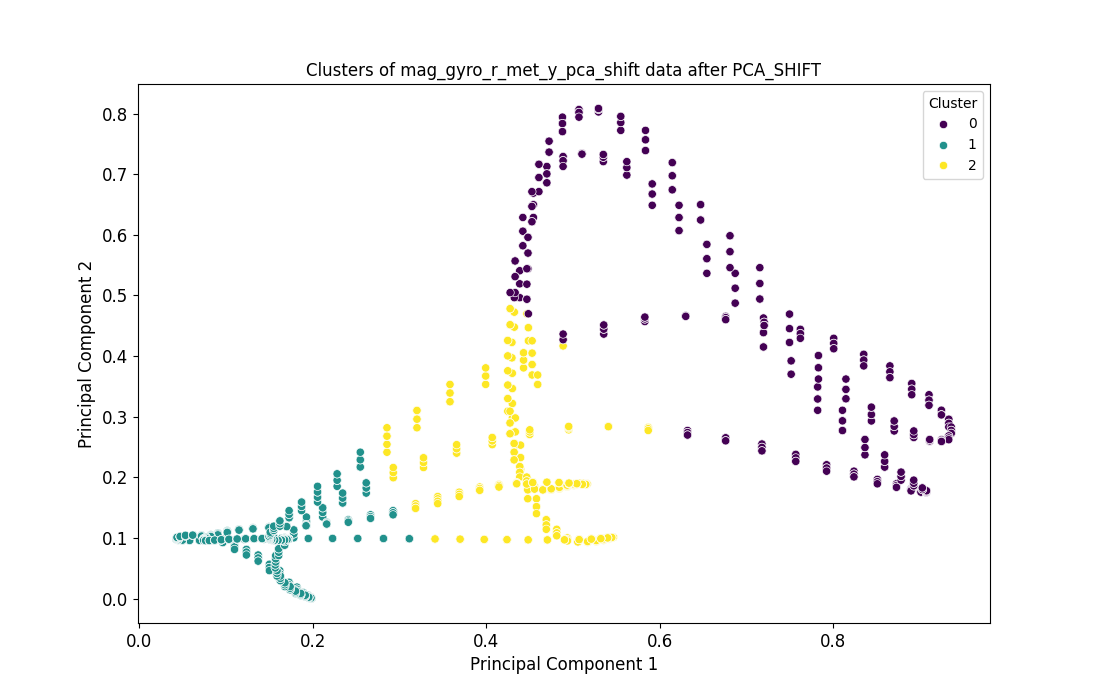 Clusters of mag_gyro_r_met_y_pca_shift data after PCA_SHIFT
Cluster
0
1
2
Principal Component 2
0.8
0.7
0.6
0.5
0.4
0.3
0.2
0.1
0.0
0.0 0.2 0.4 0.6 0.8
Principal Component 1